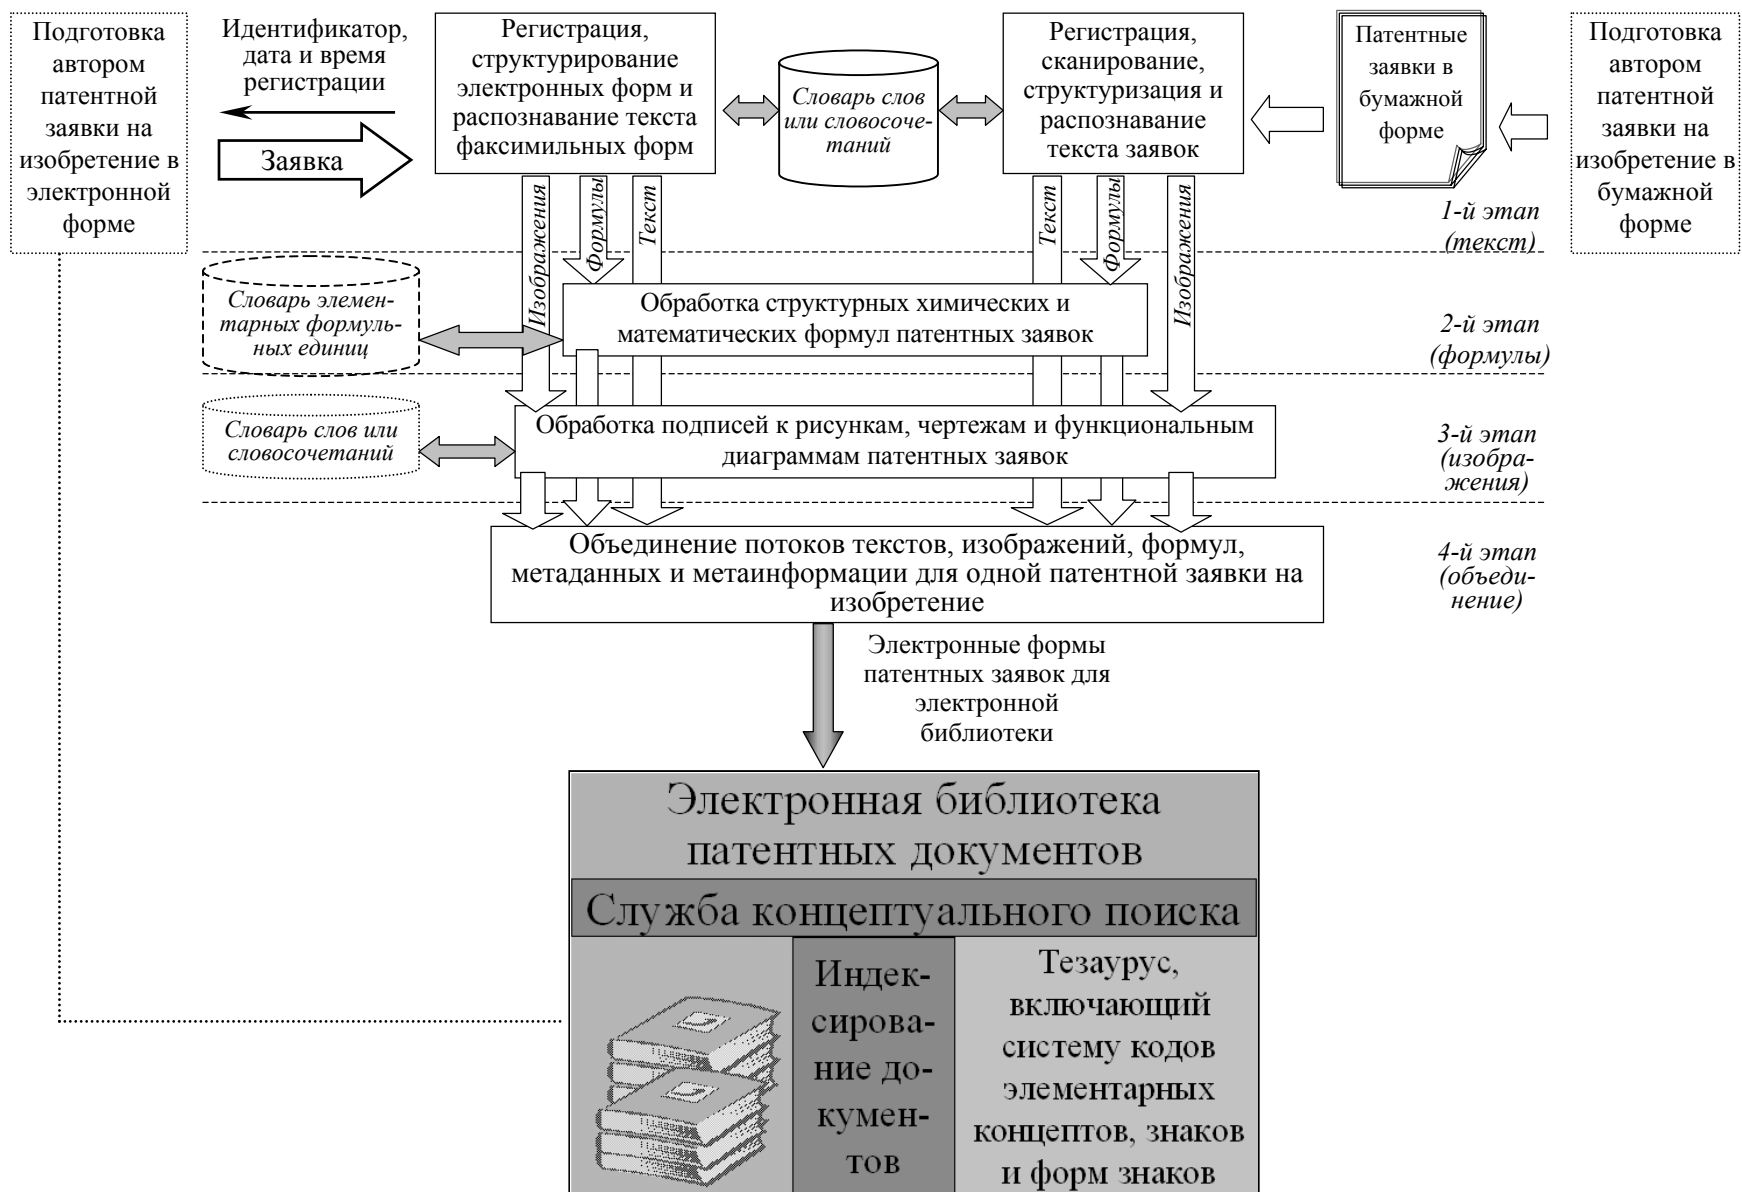 Подготовка
автором
патентной
заявки на
изобретение в
электронной
форме
Идентификатор,
дата и время
регистрации
Заявка
Регистрация,
структурирование
электронных форм и
распознавание текста
факсимильных форм
Словарь слов
или словосоче-
таний
Регистрация,
сканирование,
структуризация и
распознавание
текста заявок
Патентные
заявки в
бумажной
форме
Подготовка
автором
патентной
заявки на
изобретение в
бумажной
форме
Изображения
Формулы
Текст
Текст
Формулы
Изображения
1-й этап
(текст)
Словарь элемен-
тарных формуль-
ных единиц
Обработка структурных химических и
математических формул патентных заявок
2-й этап
(формулы)
Словарь слов или
словосочетаний
Обработка подписей к рисункам, чертежам и функциональным
диаграммам патентных заявок
3-й этап
(изобра-
жения)
Объединение потоков текстов, изображений, формул,
метаданных и метаинформации для одной патентной заявки на
изобретение
4-й этап
(объеди-
нение)
Электронные формы
патентных заявок для
электронной
библиотеки
Электронная библиотека
патентных документов
Служба концептуального поиска
Индек-
сирова-
ние до-
кумен-
тов
Тезаурус,
включающий
систему кодов
элементарных
концептов, знаков
и форм знаков